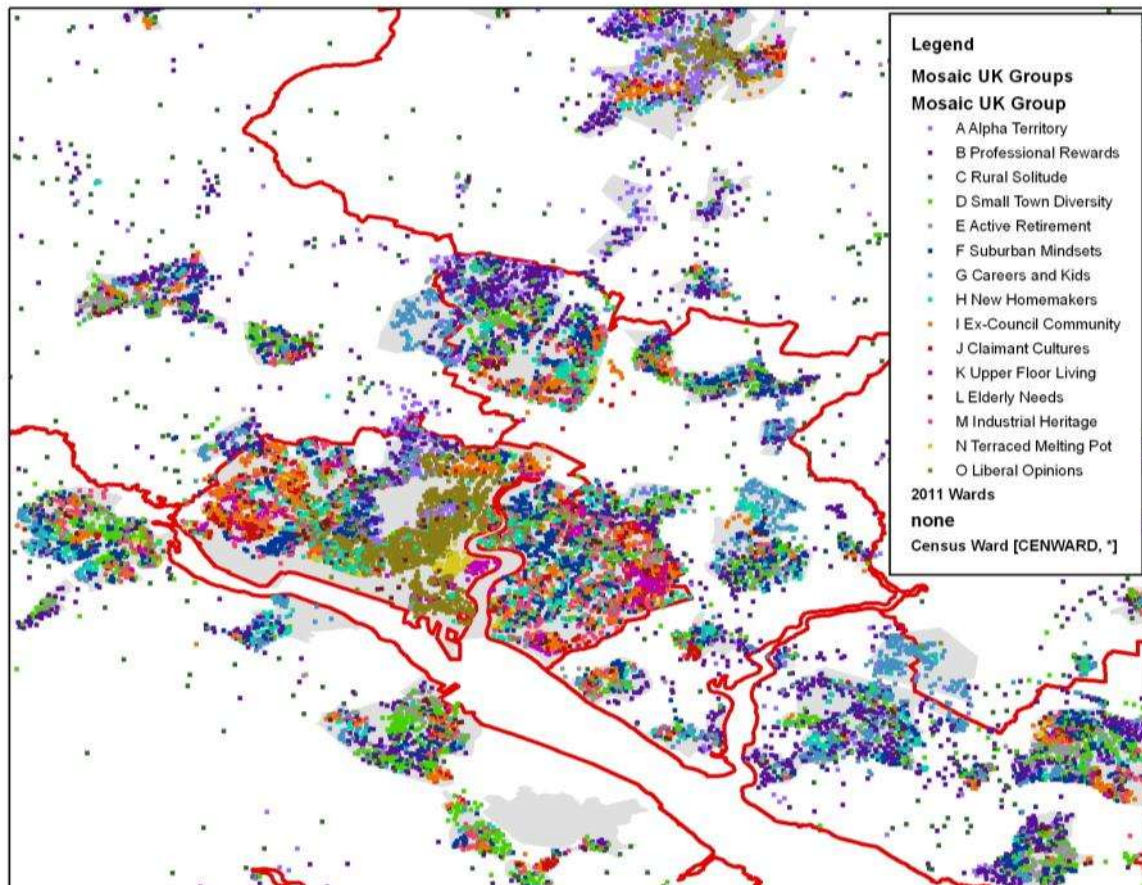 Legend
Mosaic UK Groups
Mosaic UK Group
A Alpha Territory
B Professional Rewards
C Rural Solitude
D Small Town Diversity
E Active Retirement
F Suburban Mindsets
G Careers and Kids
H New Homemakers
I Ex-Council Community
J Claimant Cultures
K Upper Floor Living
L Elderly Needs
M Industrial Heritage
N Terraced Melting Pot
O Liberal Opinions
2011 Wards
none
Census Ward [CENWARD, *]